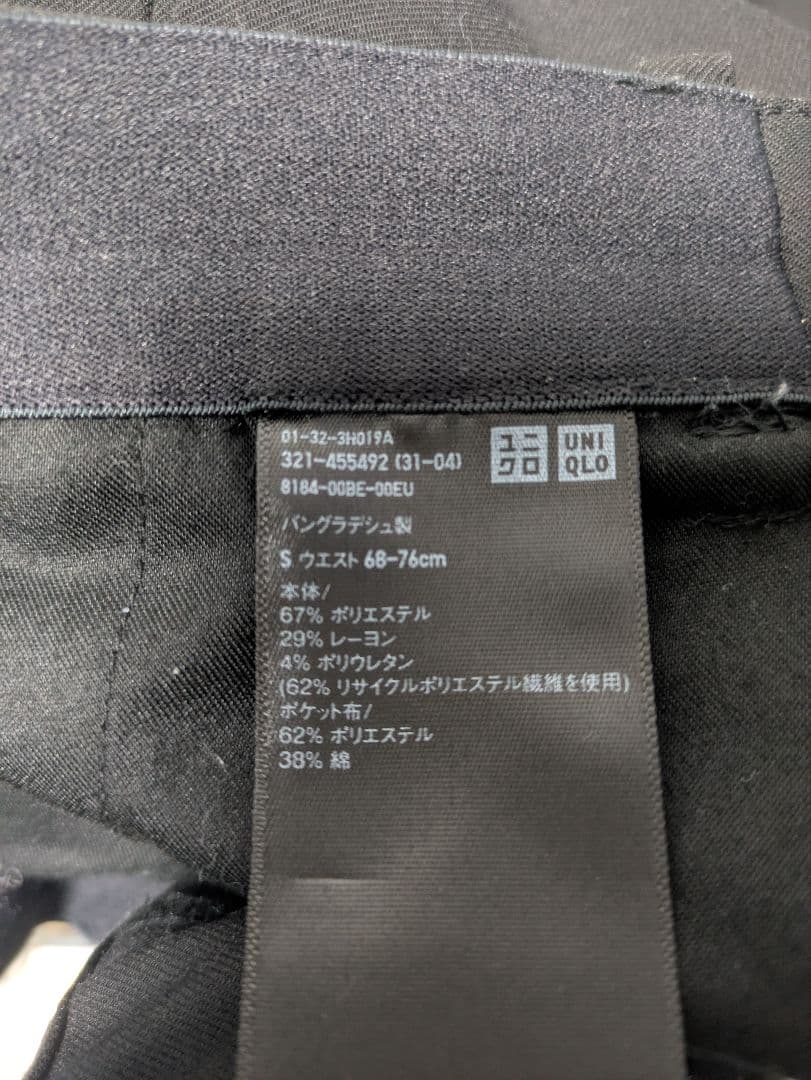 01-32-3H019A
321-455492 (31-04)
8184-00BE-00EU
ユニ
クロ
UNI
QLO
バングラデシュ製
S ウエスト 68-76cm
本体/
67% ポリエステル
29% レーヨン
4% ポリウレタン
(62% リサイクルポリエステル繊維を使用)
ポケット布/
62% ポリエステル
38% 綿